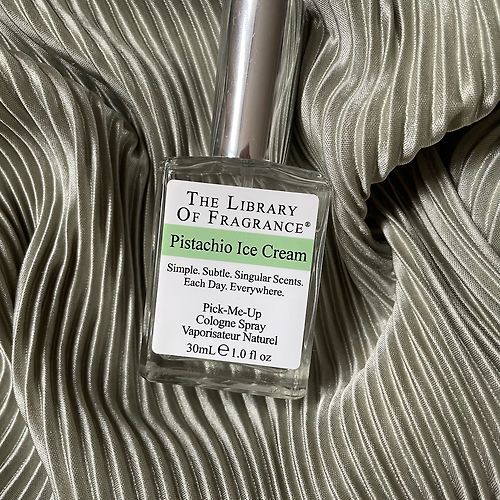 THE LIBRARY
OF FRAGRANCE®
Pistachio Ice Cream
Simple. Subtle. Singular Scents.
Each Day. Everywhere.
Pick-Me-Up
Cologne Spray
Vaporisateur Naturel
30mL ℮ 1.0 fl oz